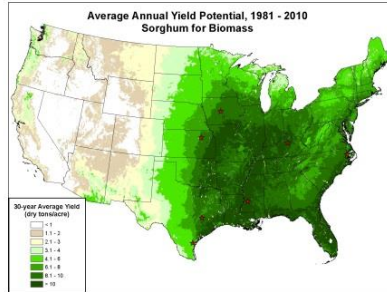 Average Annual Yield Potential, 1981 - 2010
Sorghum for Biomass
30-year Average Yield
(dry tons/acre)
< 1
1.1 - 2
2.1 - 3
3.1 - 4
4.1 - 6
6.1 - 8
8.1 - 10
> 10